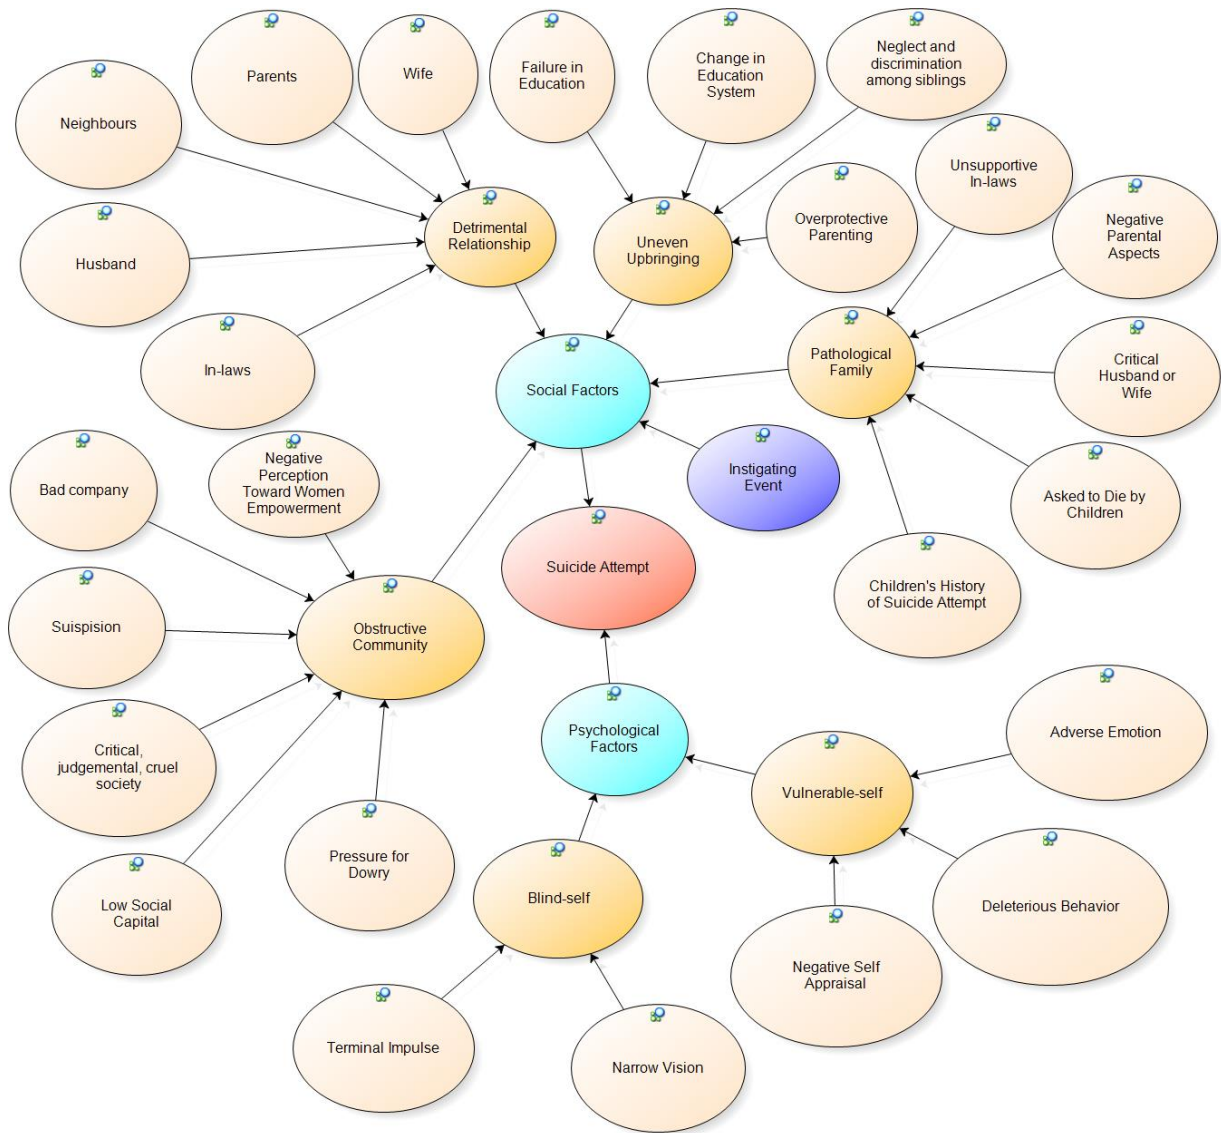 Neighbours
Parents
Wife
Failure in
Education
Change in
Education
System
Neglect and
discrimination
among siblings
Unsupportive
In-laws
Negative
Parental
Aspects
Overprotective
Parenting
Detrimental
Relationship
Uneven
Upbringing
Husband
In-laws
Social Factors
Pathological
Family
Critical
Husband or
Wife
Instigating
Event
Asked to Die by
Children
Children's History
of Suicide Attempt
Bad company
Negative
Perception
Toward Women
Empowerment
Suicide Attempt
Suispision
Obstructive
Community
Critical,
judgemental, cruel
society
Low Social
Capital
Pressure for
Dowry
Psychological
Factors
Vulnerable-self
Adverse Emotion
Blind-self
Deleterious Behavior
Negative Self
Appraisal
Terminal Impulse
Narrow Vision